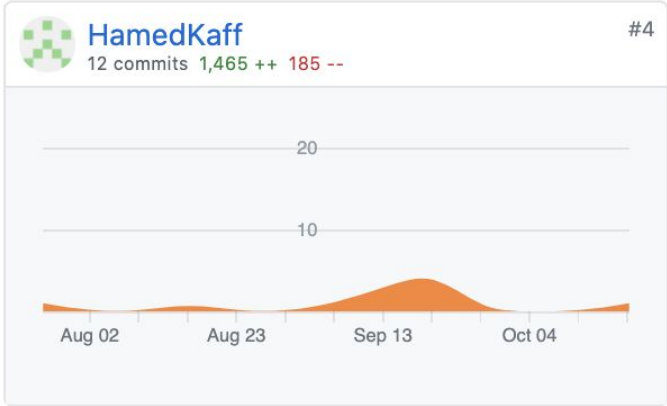 HamedKaff
#4
12 commits 1,465 ++ 185 --
20
10
Aug 02 Aug 23 Sep 13 Oct 04